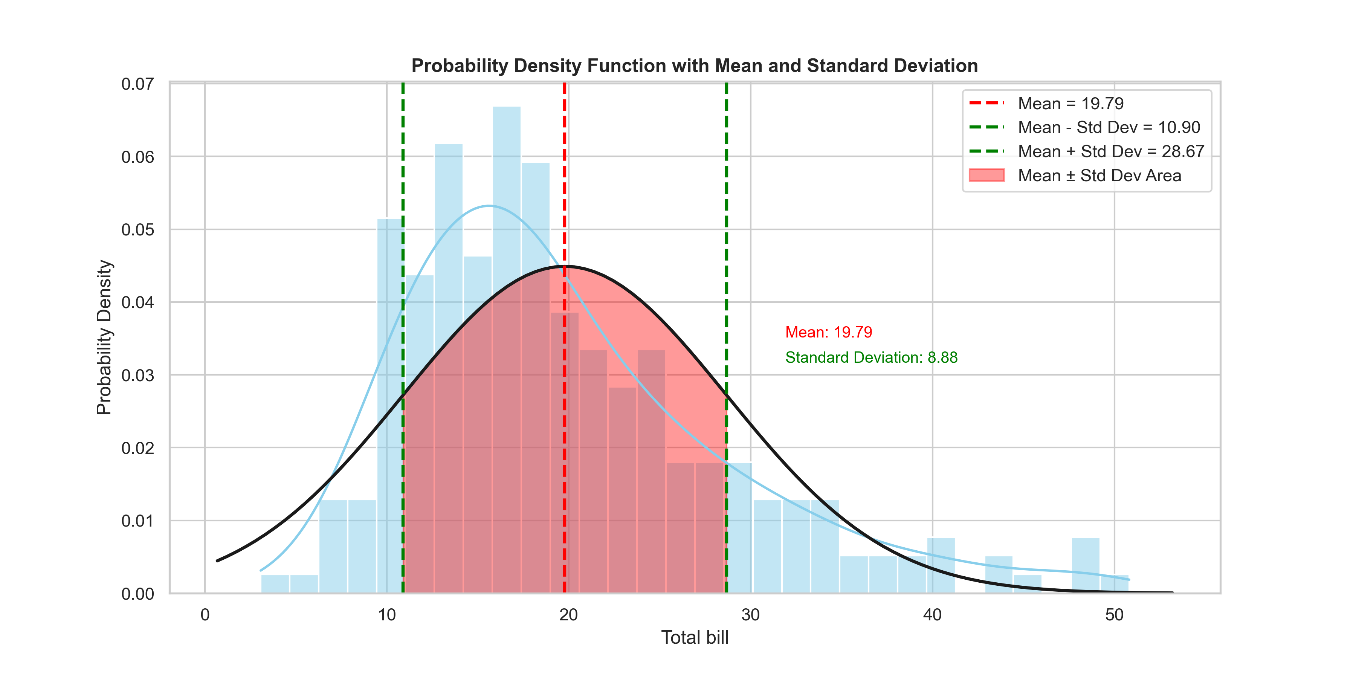 Probability Density Function with Mean and Standard Deviation
Mean = 19.79
Mean - Std Dev = 10.90
Mean + Std Dev = 28.67
Mean ± Std Dev Area
Mean: 19.79
Standard Deviation: 8.88
Probability Density
0.07
0.06
0.05
0.04
0.03
0.02
0.01
0.00
0 10 20 30 40 50
Total bill